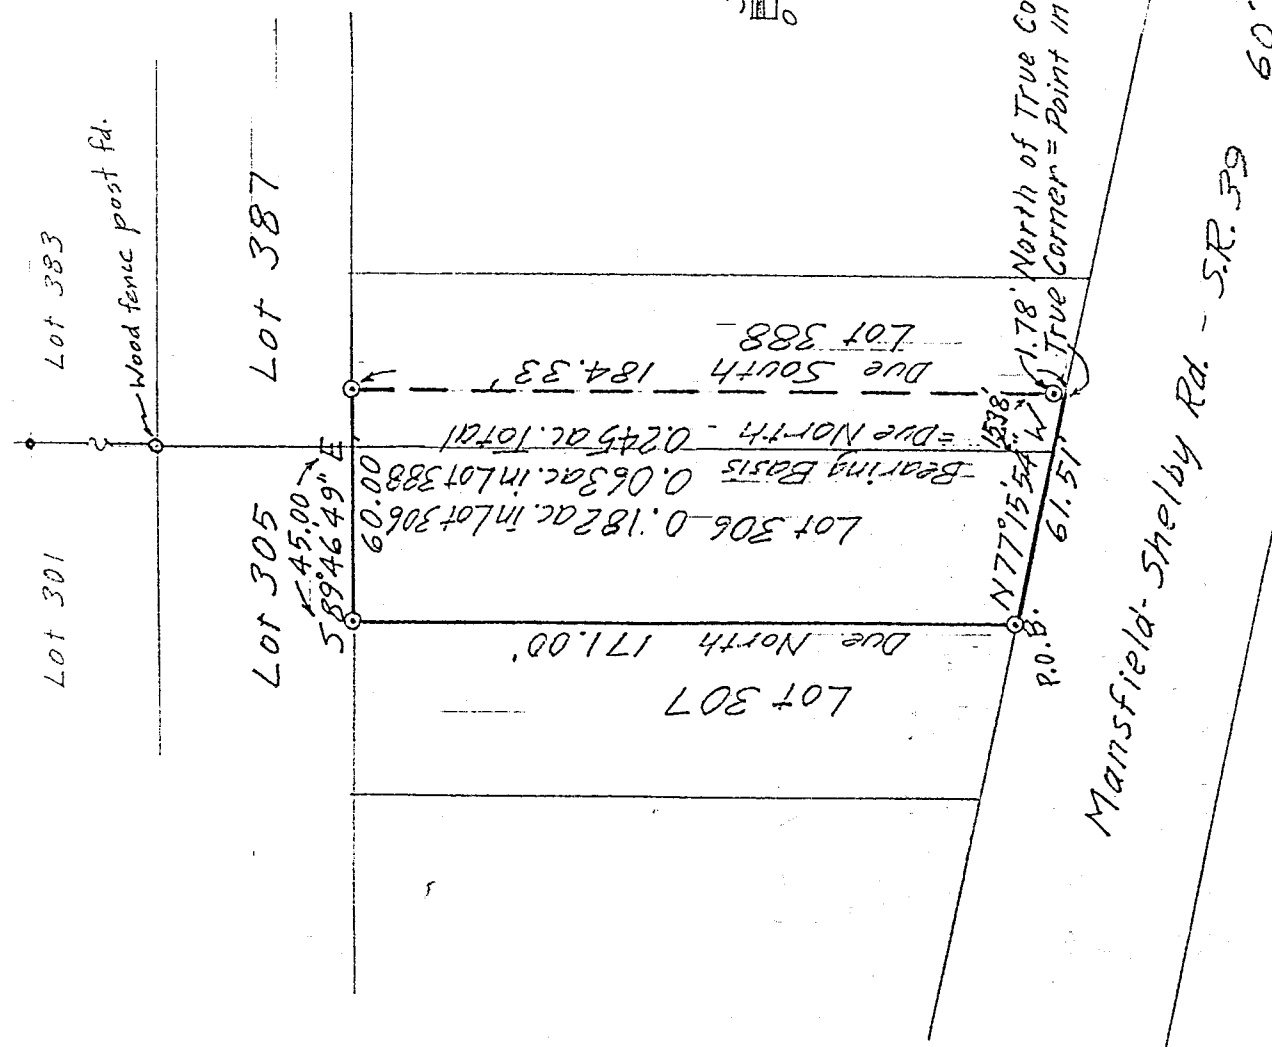 Lot 301
Lot 383
Wood fence post fd.
Lot 305
Lot 387
45.00
S 89°46'49" E
60.00
Lot 388
Due South 184.33'
Bearing Basis
=Due North
0.245 ac. Total
0.063 ac. in Lot 388
Lot 306
0.182 ac. in Lot 306
Due North 171.00'
Lot 307
15.38'
N 77°15'54" W
61.51'
P.O.B.
1.78' North of True Co
True Corner = Point in
Mansfield - Shelby Rd. - S.R. 39
60'